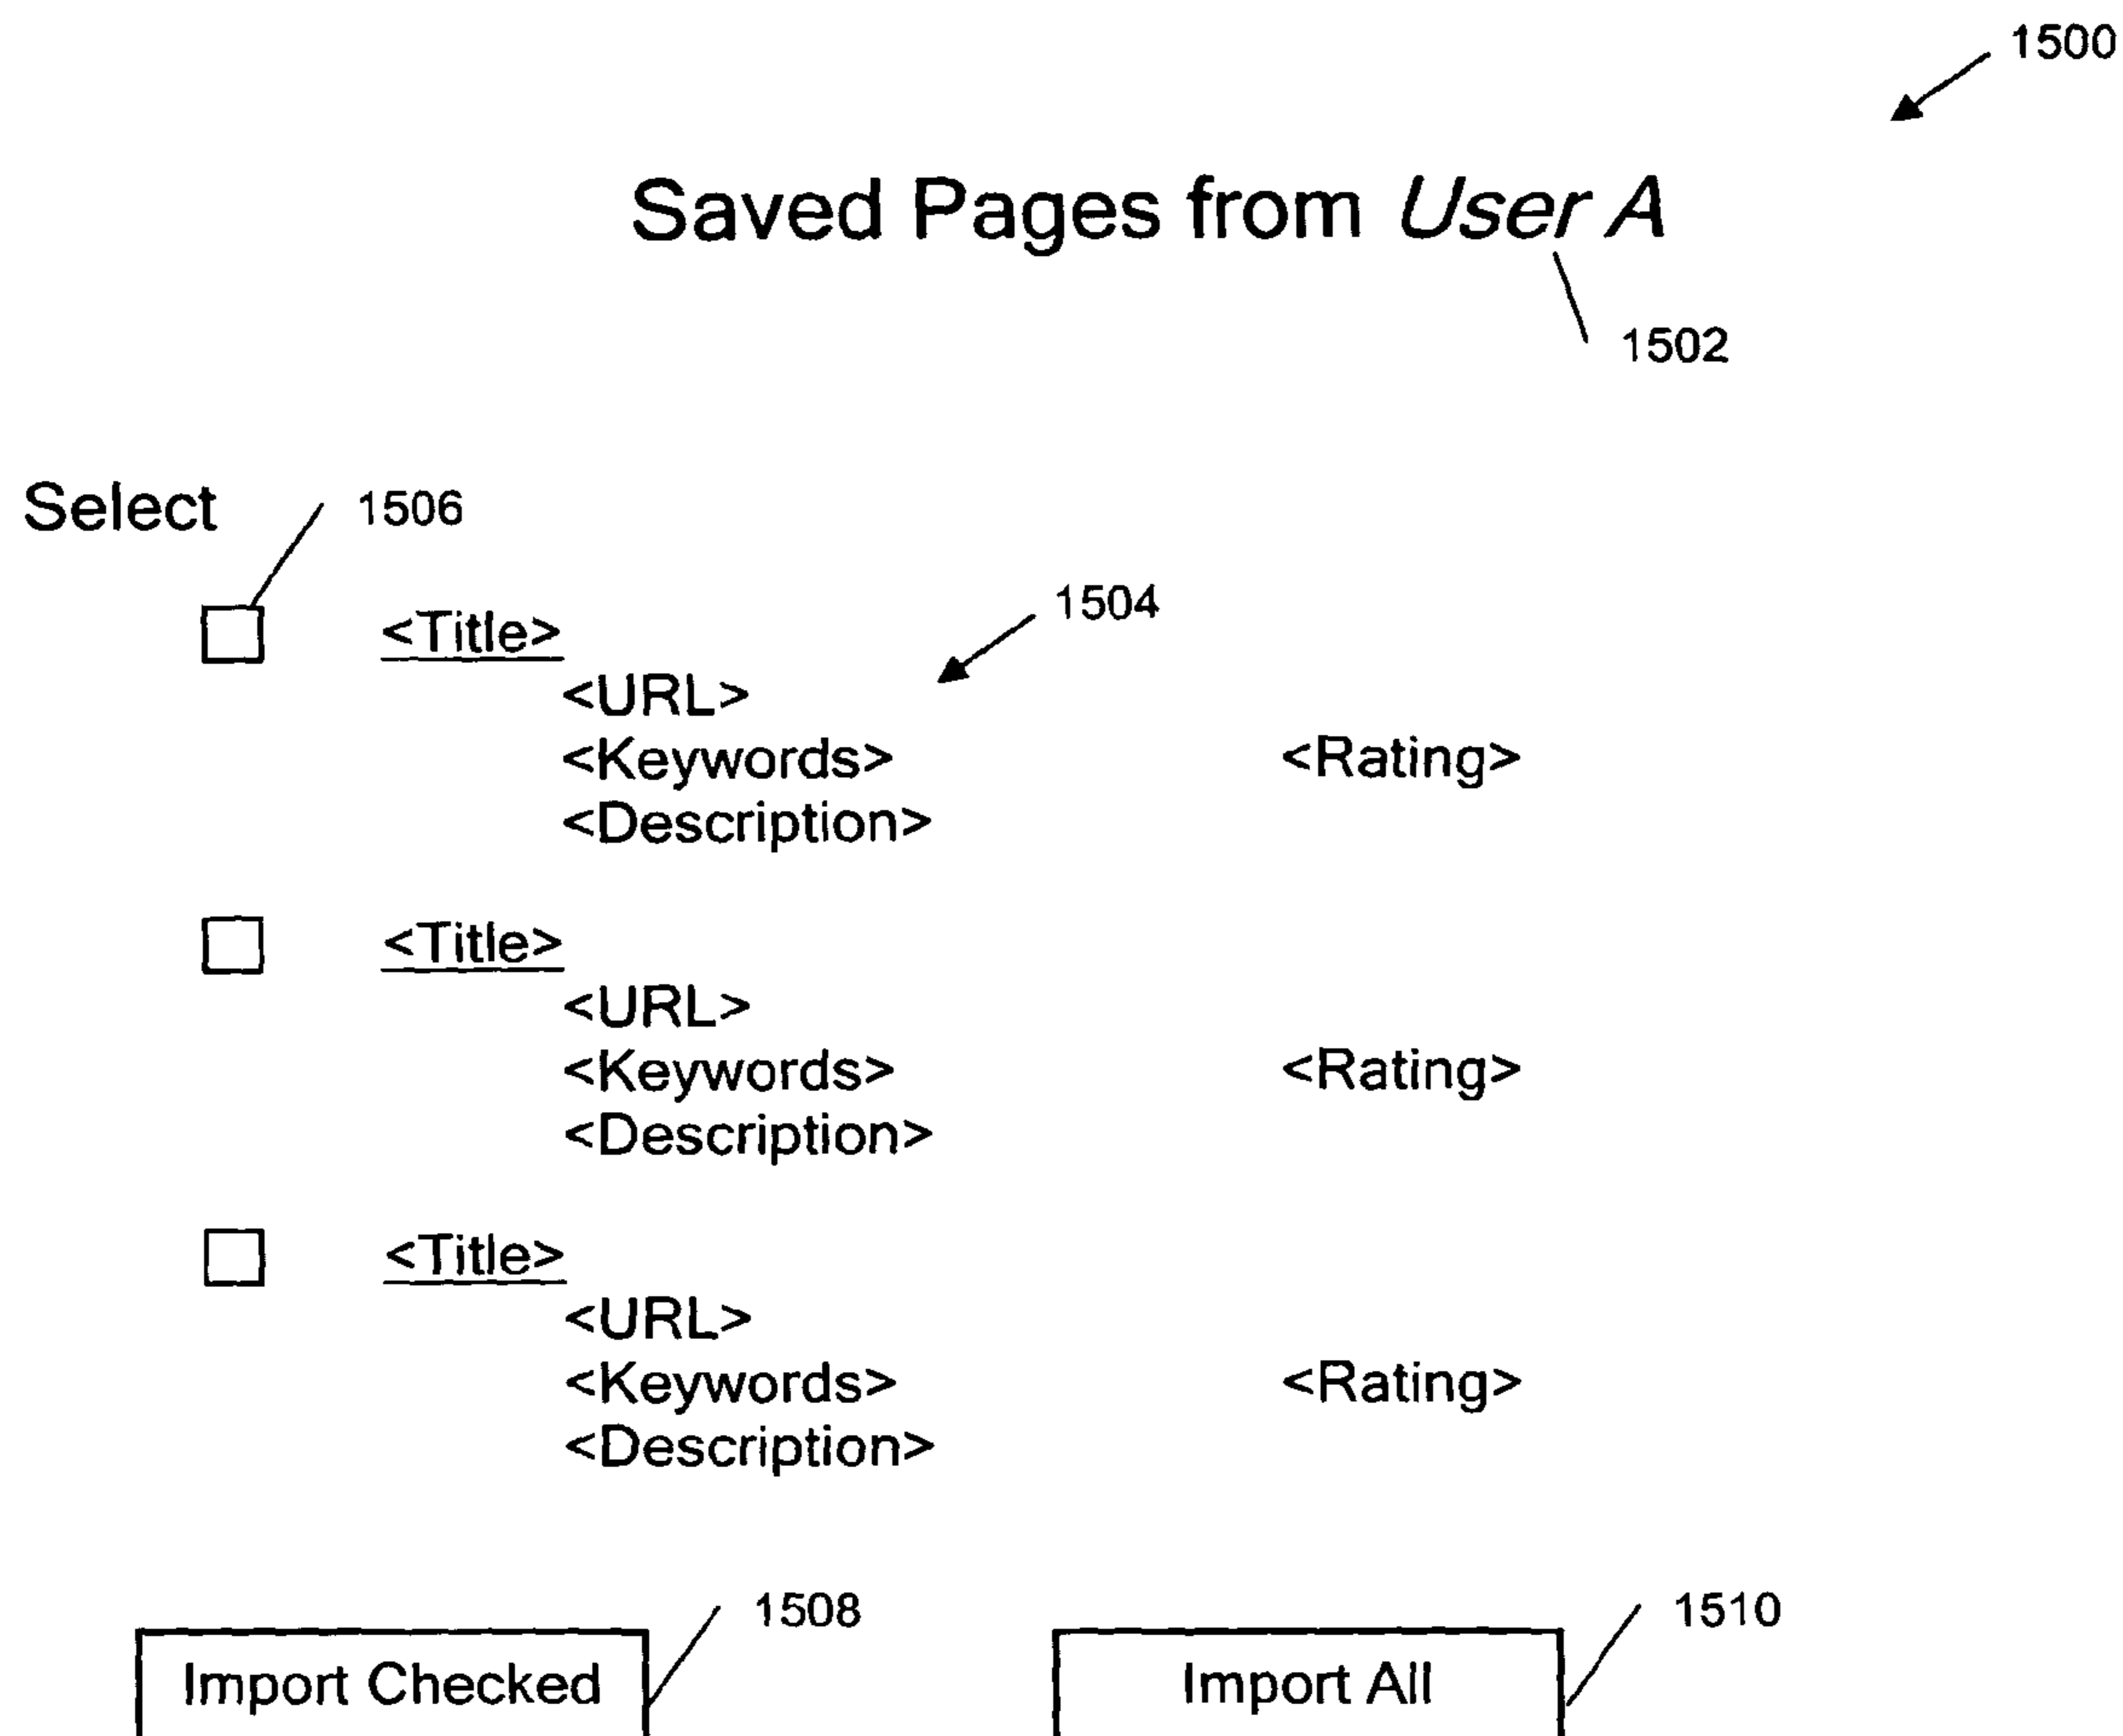 1500
Saved Pages from User A
1502
Select
1506
1504
<Title>
<URL>
<Keywords> <Rating>
<Description>
<Title>
<URL>
<Keywords> <Rating>
<Description>
<Title>
<URL>
<Keywords> <Rating>
<Description>
1508
1510
Import Checked
Import All